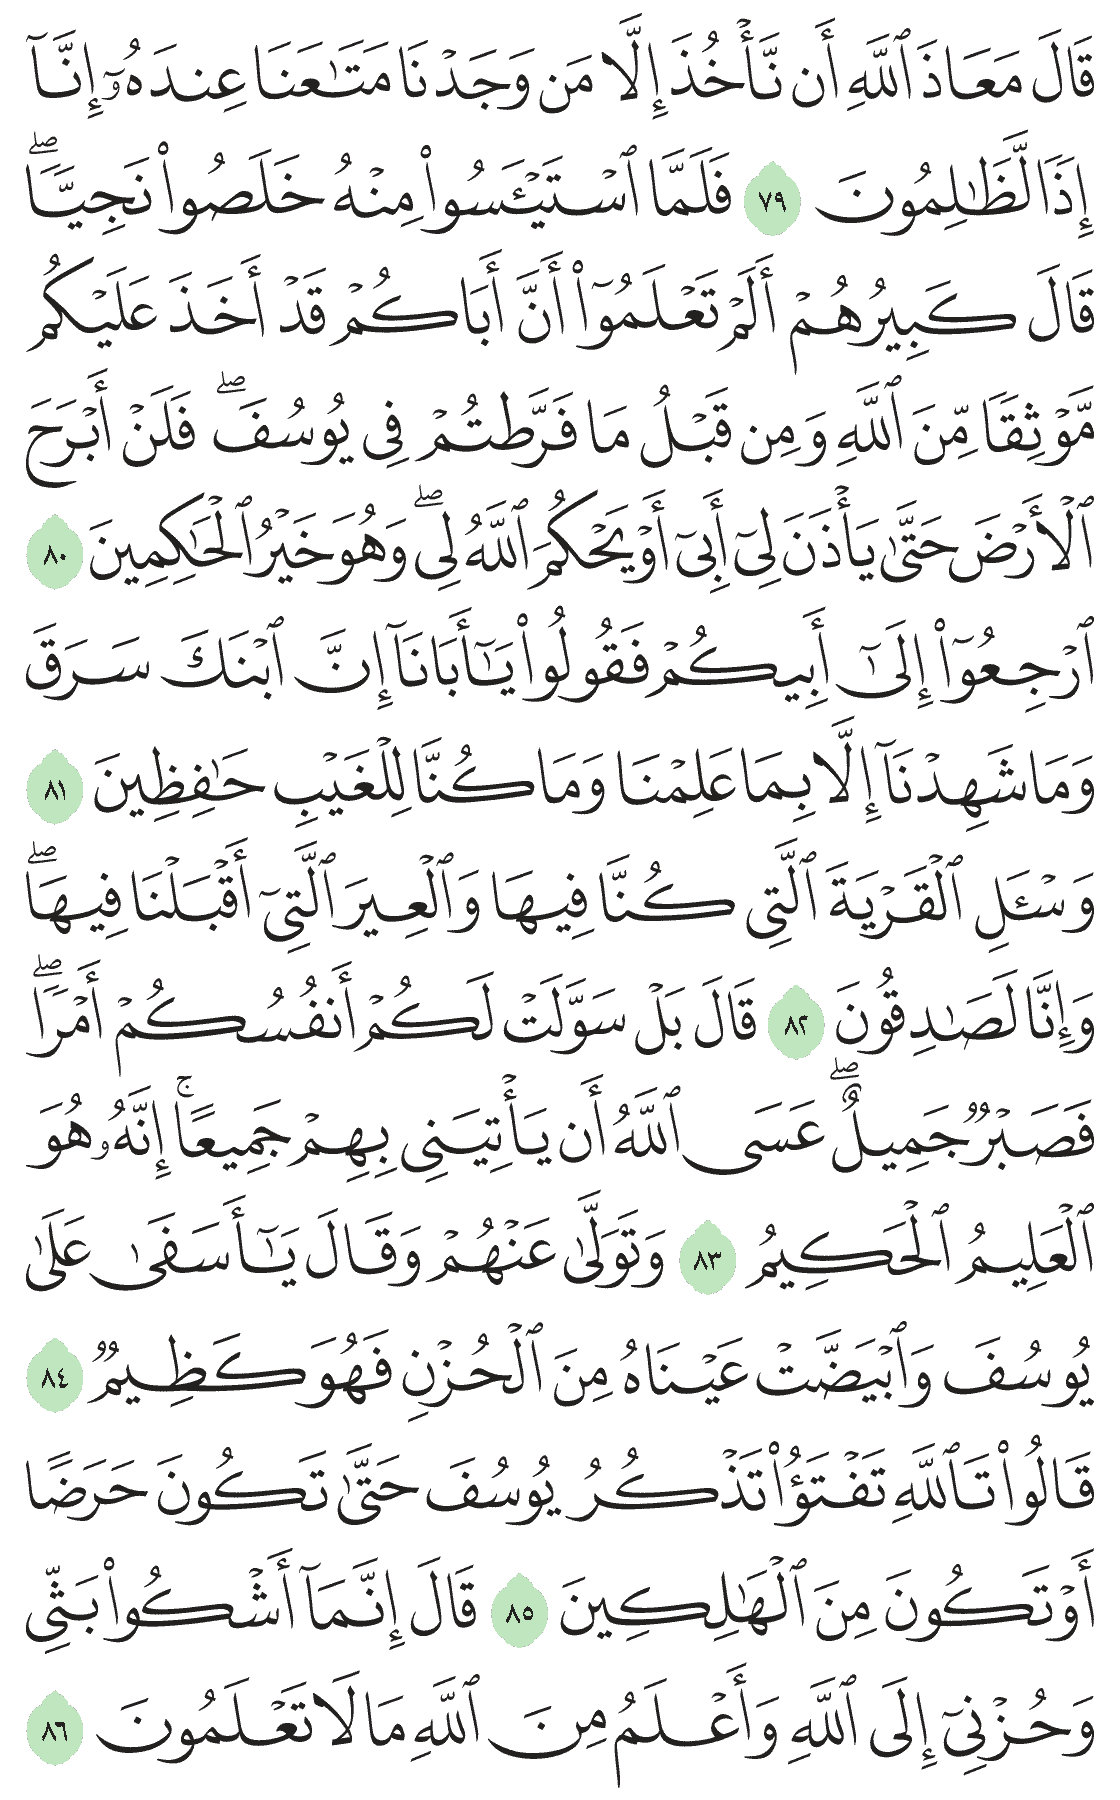 قَالَ مَعَاذَ ٱللَّهِ أَن نَّأۡخُذَ إِلَّا مَن وَجَدۡنَا مَتَٰعَنَا عِندَهُۥٓ إِنَّآ
إِذٗا لَّظَٰلِمُونَ ٧٩ فَلَمَّا ٱسۡتَيۡـَٔسُواْ مِنۡهُ خَلَصُواْ نَجِيّٗاۖ
قَالَ كَبِيرُهُمۡ أَلَمۡ تَعۡلَمُوٓاْ أَنَّ أَبَاكُمۡ قَدۡ أَخَذَ عَلَيۡكُم
مَّوۡثِقٗا مِّنَ ٱللَّهِ وَمِن قَبۡلُ مَا فَرَّطتُمۡ فِي يُوسُفَۖ فَلَنۡ أَبۡرَحَ
ٱلۡأَرۡضَ حَتَّىٰ يَأۡذَنَ لِيٓ أَبِيٓ أَوۡ يَحۡكُمَ ٱللَّهُ لِيۖ وَهُوَ خَيۡرُ ٱلۡحَٰكِمِينَ ٨٠
ٱرۡجِعُوٓاْ إِلَىٰٓ أَبِيكُمۡ فَقُولُواْ يَٰٓأَبَانَآ إِنَّ ٱبۡنَكَ سَرَقَ
وَمَا شَهِدۡنَآ إِلَّا بِمَا عَلِمۡنَا وَمَا كُنَّا لِلۡغَيۡبِ حَٰفِظِينَ ٨١
وَسۡـَٔلِ ٱلۡقَرۡيَةَ ٱلَّتِي كُنَّا فِيهَا وَٱلۡعِيرَ ٱلَّتِيٓ أَقۡبَلۡنَا فِيهَاۖ
وَإِنَّا لَصَٰدِقُونَ ٨٢ قَالَ بَلۡ سَوَّلَتۡ لَكُمۡ أَنفُسُكُمۡ أَمۡرٗاۖ
فَصَبۡرٞ جَمِيلٌۖ عَسَى ٱللَّهُ أَن يَأۡتِيَنِي بِهِمۡ جَمِيعًاۚ إِنَّهُۥ هُوَ
ٱلۡعَلِيمُ ٱلۡحَكِيمُ ٨٣ وَتَوَلَّىٰ عَنۡهُمۡ وَقَالَ يَٰٓأَسَفَىٰ عَلَىٰ
يُوسُفَ وَٱبۡيَضَّتۡ عَيۡنَاهُ مِنَ ٱلۡحُزۡنِ فَهُوَ كَظِيمٞ ٨٤
قَالُواْ تَٱللَّهِ تَفۡتَؤُاْ تَذۡكُرُ يُوسُفَ حَتَّىٰ تَكُونَ حَرَضًا
أَوۡ تَكُونَ مِنَ ٱلۡهَٰلِكِينَ ٨٥ قَالَ إِنَّمَآ أَشۡكُواْ بَثِّي
وَحُزۡنِيٓ إِلَى ٱللَّهِ وَأَعۡلَمُ مِنَ ٱللَّهِ مَا لَا تَعۡلَمُونَ ٨٦